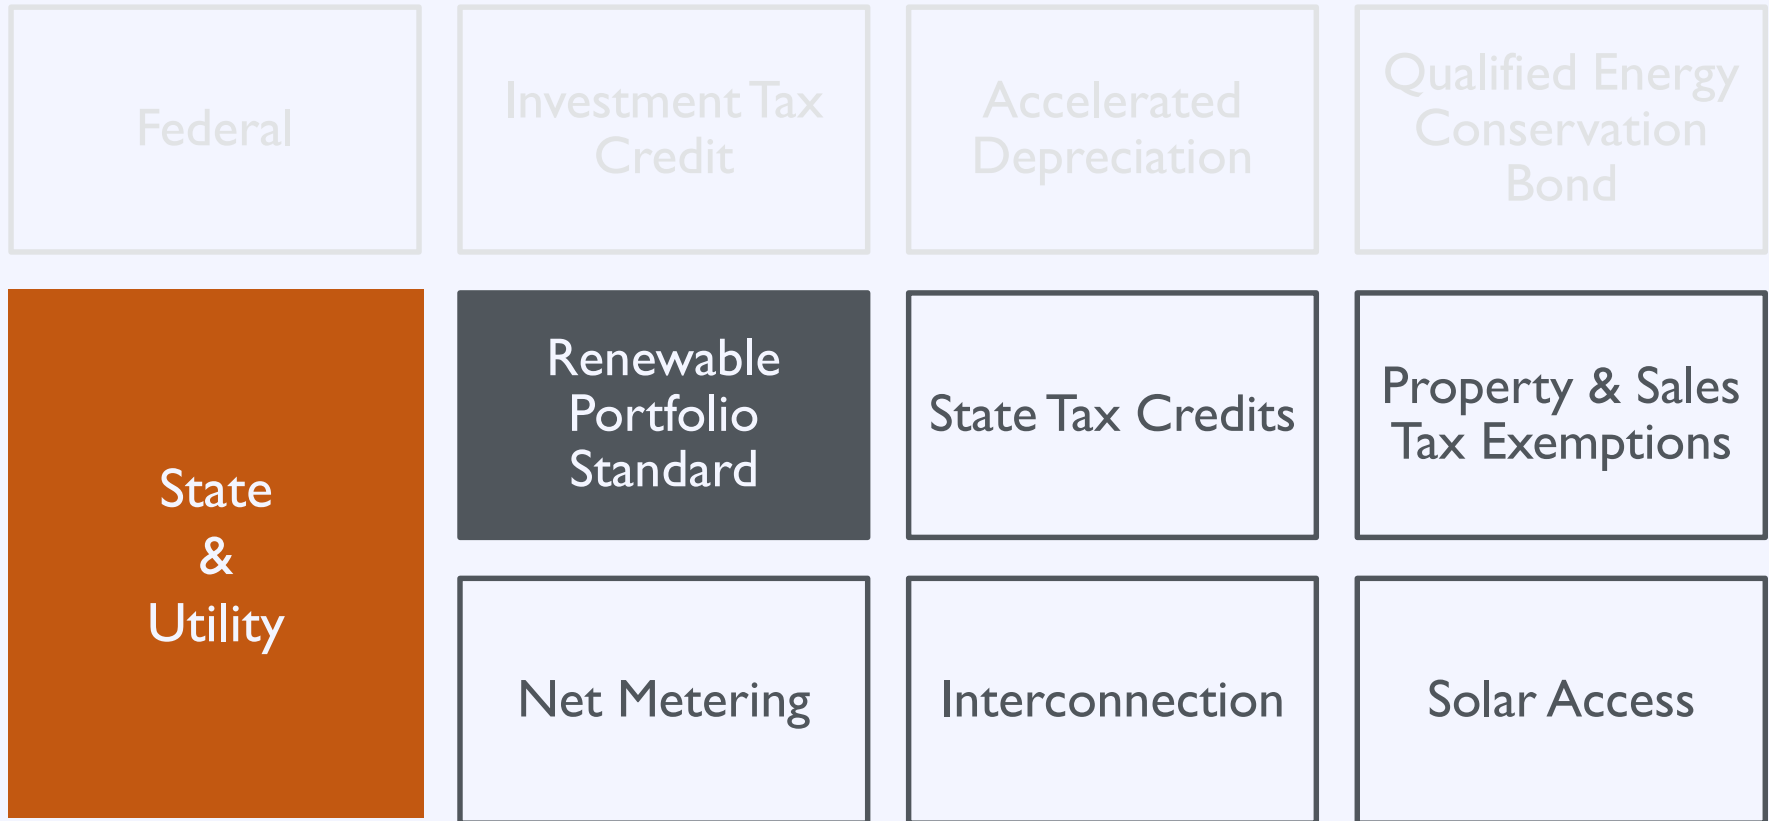 Federal
Investment Tax
Credit
Accelerated
Depreciation
Qualified Energy
Conservation
Bond
State
&
Utility
Renewable
Portfolio
Standard
State Tax Credits
Property & Sales
Tax Exemptions
Net Metering
Interconnection
Solar Access